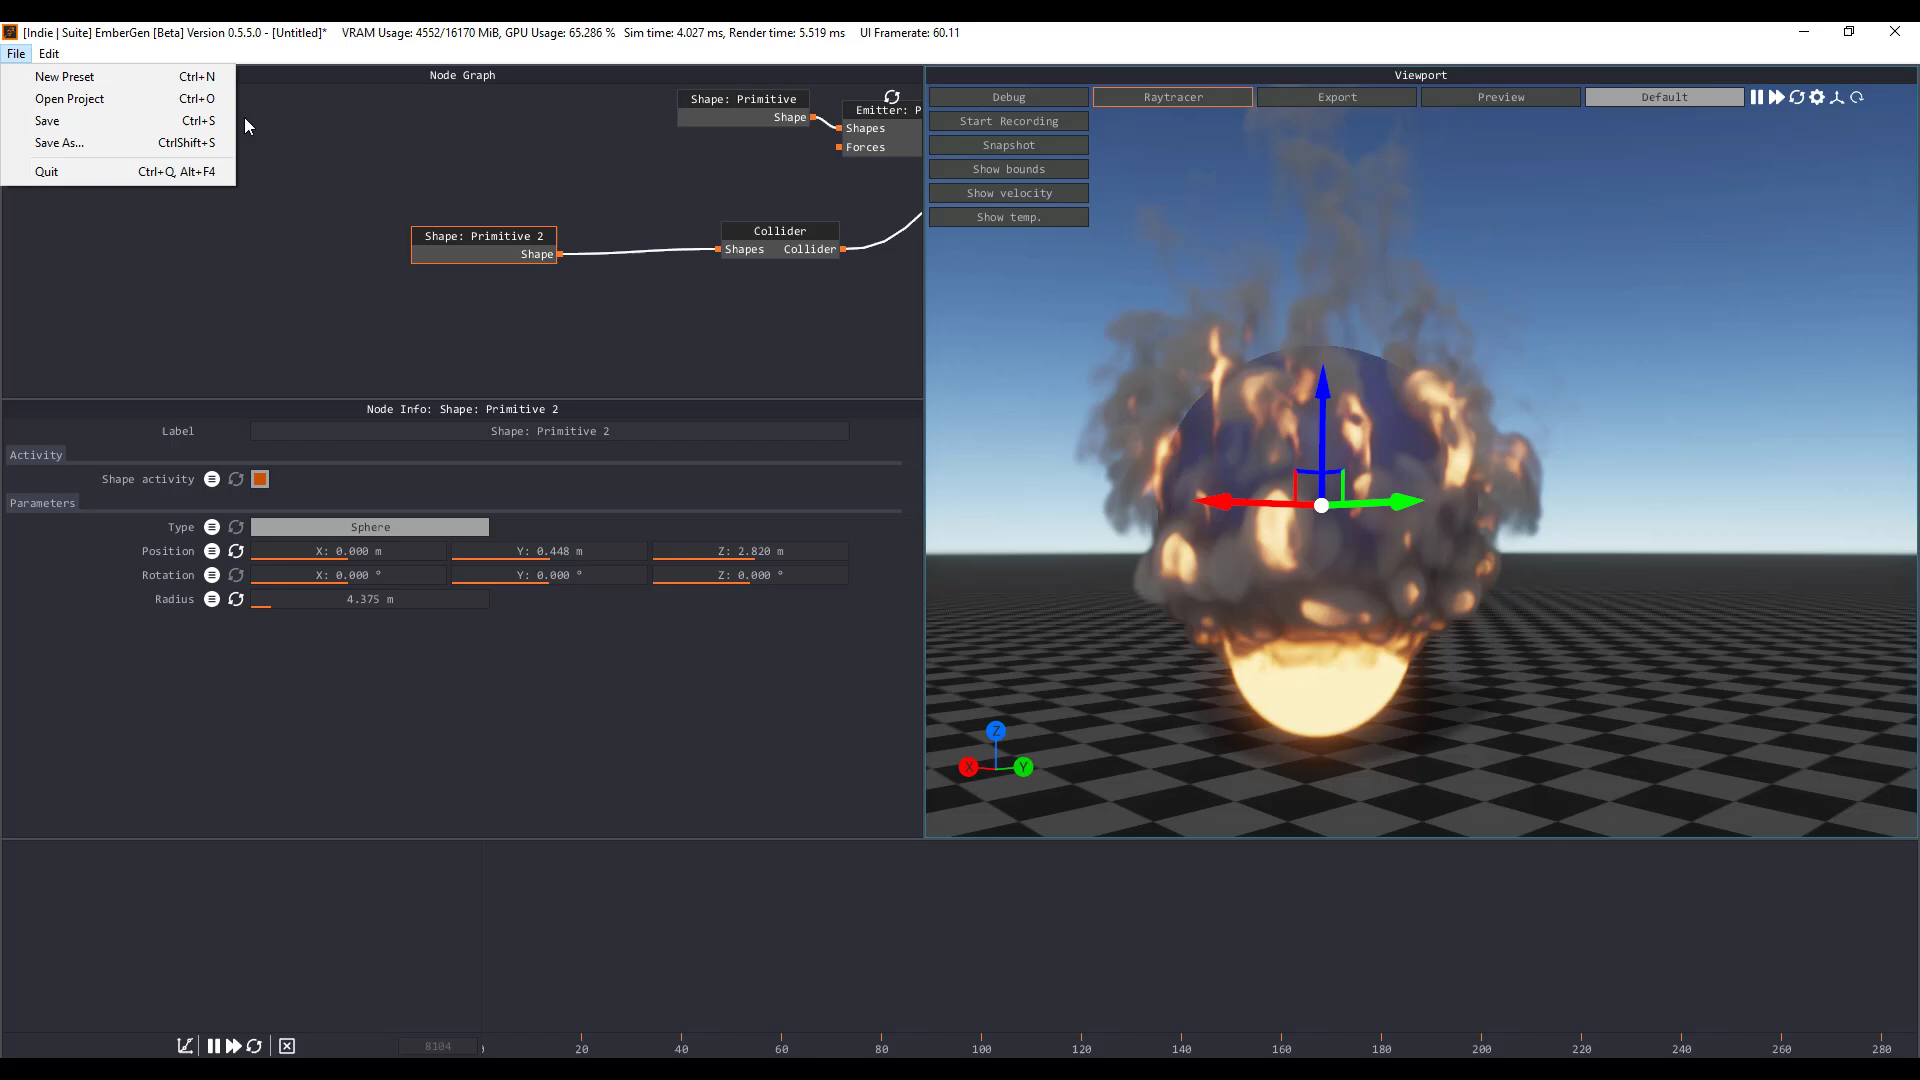 [Indie | Suite] EmberGen [Beta] Version 0.5.5.0 - [Untitled]* VRAM Usage: 4552/16170 MiB, GPU Usage: 65.286 % Sim time: 4.027 ms, Render time: 5.519 ms UI Framerate: 60.11
File Edit
New Preset Ctrl+N
Open Project Ctrl+O
Save Ctrl+S
Save As... CtrlShift+S
Quit Ctrl+Q, Alt+F4
Node Graph
Shape: Primitive
Shape
Emitter: P
Shapes
Forces
Shape: Primitive 2
Shape
Collider
Shapes Collider
Node Info: Shape: Primitive 2
Label Shape: Primitive 2
Activity
Shape activity
Parameters
Type Sphere
Position X: 0.000 m Y: 0.448 m Z: 2.820 m
Rotation X: 0.000 ° Y: 0.000 ° Z: 0.000 °
Radius 4.375 m
Viewport
Debug Raytracer Export Preview Default
Start Recording
Snapshot
Show bounds
Show velocity
Show temp.
Z
X Y
8104 20 40 60 80 100 120 140 160 180 200 220 240 260 280